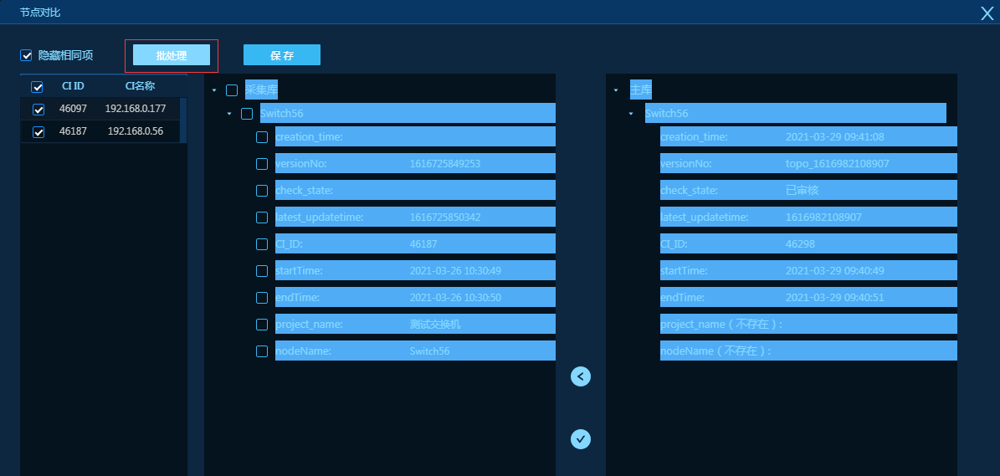 节点对比
X
隐藏相同项 批处理 保 存
CI ID CI名称
46097 192.168.0.177
46187 192.168.0.56
采集库
Switch56
creation_time:
versionNo: 1616725849253
check_state:
latest_updatetime: 1616725850342
CI_ID: 46187
startTime: 2021-03-26 10:30:49
endTime: 2021-03-26 10:30:50
project_name: 测试交换机
nodeName: Switch56
主库
Switch56
creation_time: 2021-03-29 09:41:08
versionNo: topo_1616982108907
check_state: 已审核
latest_updatetime: 1616982108907
CI_ID: 46298
startTime: 2021-03-29 09:40:49
endTime: 2021-03-29 09:40:51
project_name（不存在）:
nodeName（不存在）: